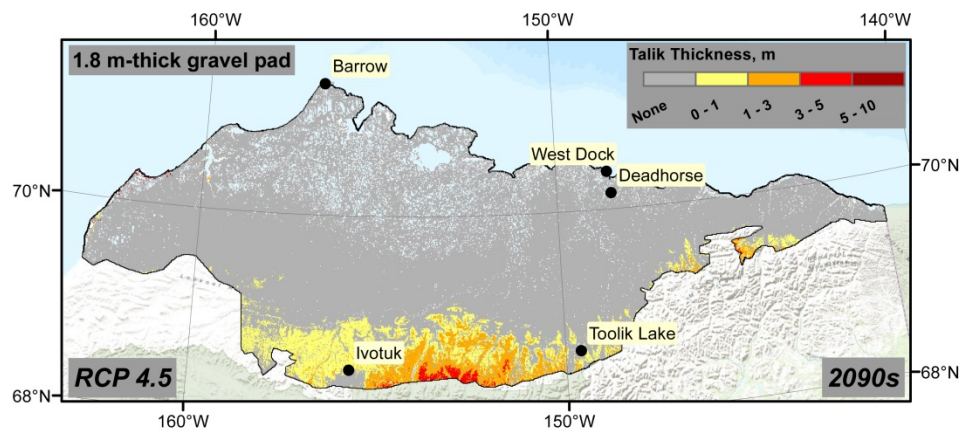 160°W
150°W
140°W
1.8 m-thick gravel pad
Talik Thickness, m
None
0 - 1
1 - 3
3 - 5
5 - 10
Barrow
West Dock
Deadhorse
70°N
70°N
Ivotuk
Toolik Lake
RCP 4.5
2090s
68°N
68°N
160°W
150°W